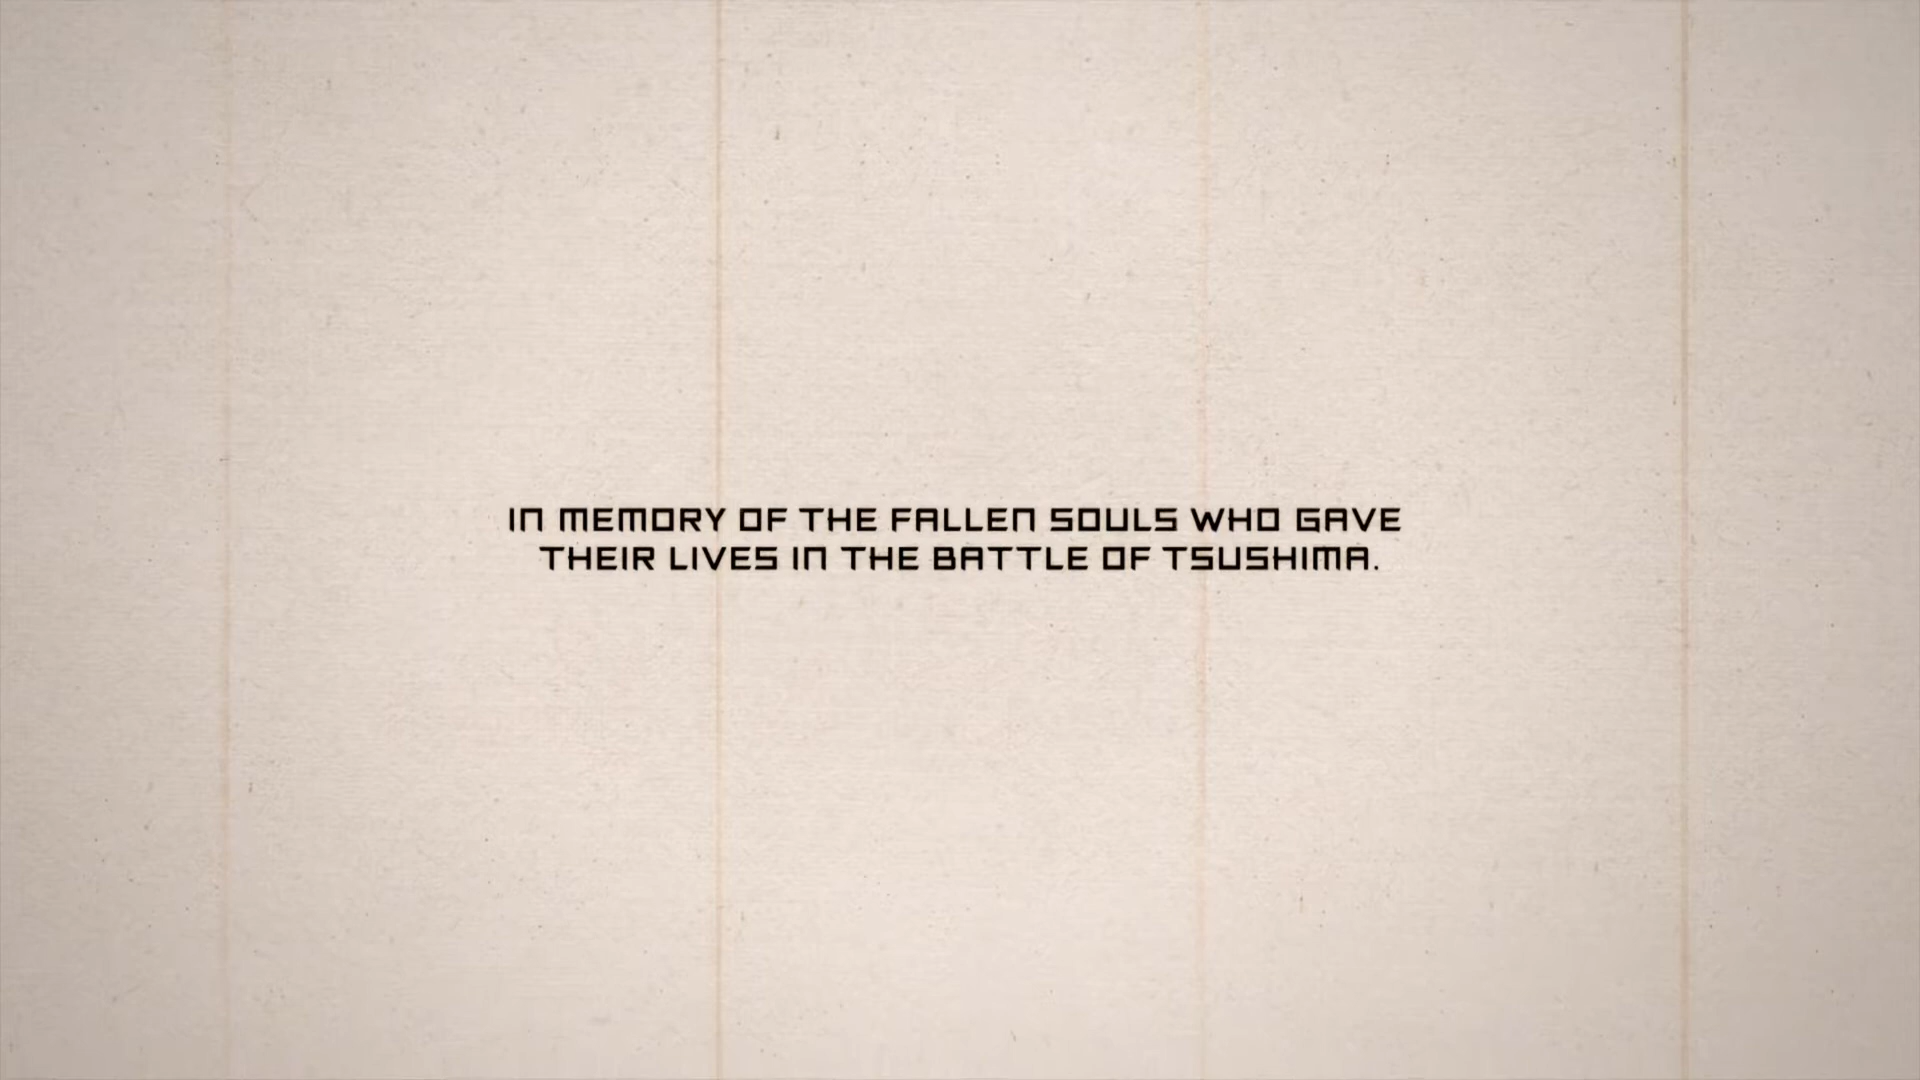 IN MEMORY OF THE FALLEN SOULS WHO GAVE
THEIR LIVES IN THE BATTLE OF TSUSHIMA.